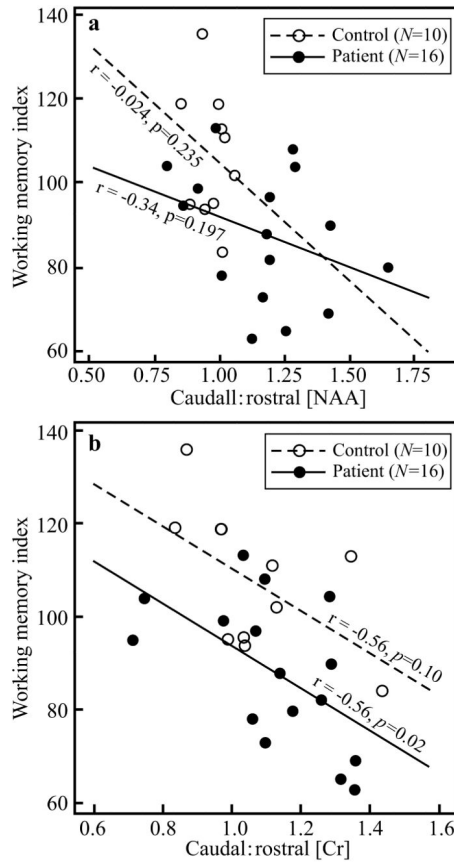 a
Control (N=10)
Patient (N=16)
140
120
100
80
60
Working memory index
r = -0.024, p=0.235
r = -0.34, p=0.197
0.50 0.75 1.00 1.25 1.50 1.75
Caudall:rostral [NAA]
b
Control (N=10)
Patient (N=16)
140
120
100
80
60
Working memory index
r = -0.56, p=0.10
r = -0.56, p=0.02
0.6 0.8 1.0 1.2 1.4 1.6
Caudal:rostral [Cr]